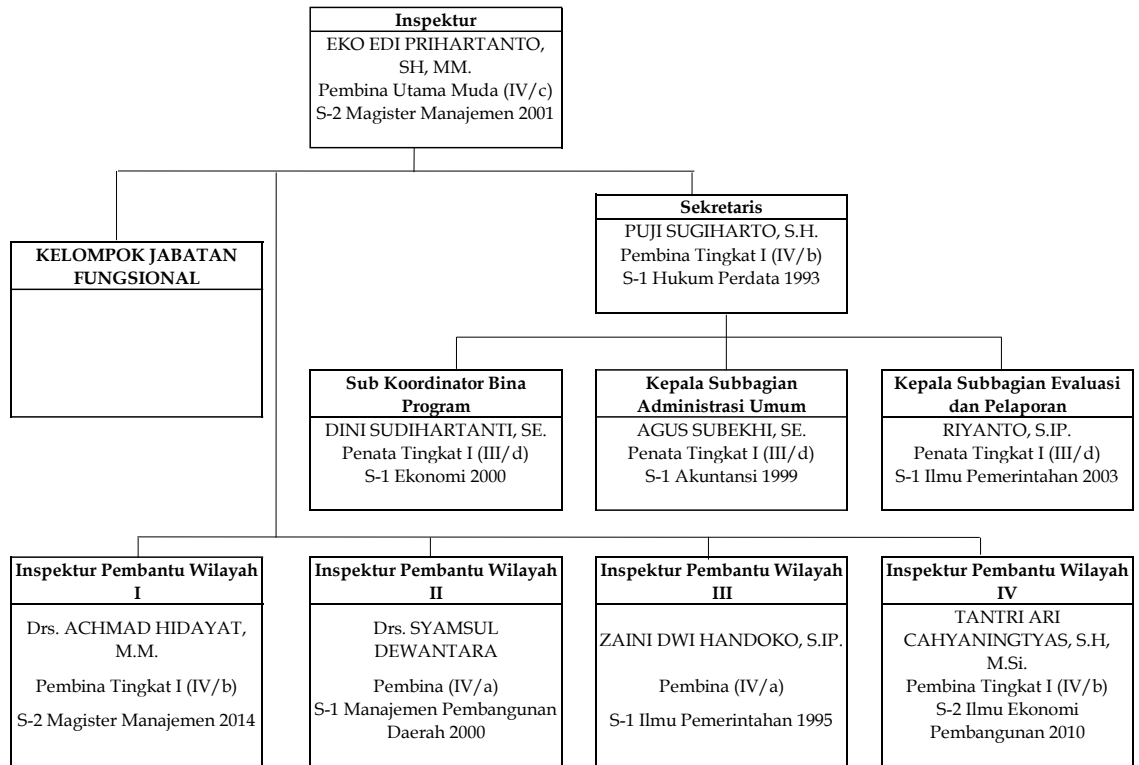 Inspektur
EKO EDI PRIHARTANTO,
SH, MM.
Pembina Utama Muda (IV/c)
S-2 Magister Manajemen 2001
Sekretaris
PUJI SUGIHARTO, S.H.
Pembina Tingkat I (IV/b)
S-1 Hukum Perdata 1993
KELOMPOK JABATAN
FUNGSIONAL
Sub Koordinator Bina
Program
DINI SUDIHARTANTI, SE.
Penata Tingkat I (III/d)
S-1 Ekonomi 2000
Kepala Subbagian
Administrasi Umum
AGUS SUBEKHI, SE.
Penata Tingkat I (III/d)
S-1 Akuntansi 1999
Kepala Subbagian Evaluasi
dan Pelaporan
RIYANTO, S.IP.
Penata Tingkat I (III/d)
S-1 Ilmu Pemerintahan 2003
Inspektur Pembantu Wilayah
I
Drs. ACHMAD HIDAYAT,
M.M.
Pembina Tingkat I (IV/b)
S-2 Magister Manajemen 2014
Inspektur Pembantu Wilayah
II
Drs. SYAMSUL
DEWANTARA
Pembina (IV/a)
S-1 Manajemen Pembangunan
Daerah 2000
Inspektur Pembantu Wilayah
III
ZAINI DWI HANDOKO, S.IP.
Pembina (IV/a)
S-1 Ilmu Pemerintahan 1995
Inspektur Pembantu Wilayah
IV
TANTRI ARI
CAHYANINGTYAS, S.H,
M.Si.
Pembina Tingkat I (IV/b)
S-2 Ilmu Ekonomi
Pembangunan 2010